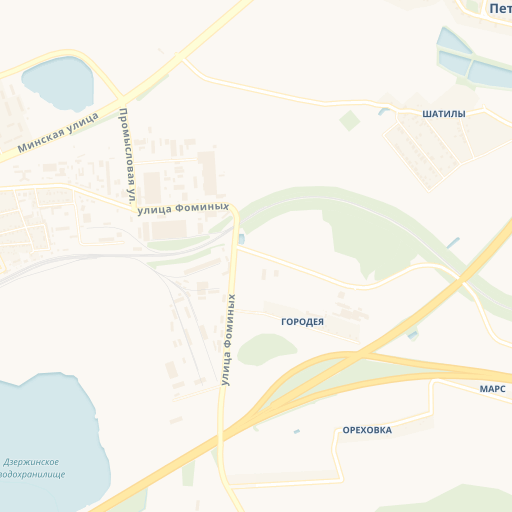 Пет
ШАТИЛЫ
Минская улица
Промысловая ул.
улица Фоминых
улица Фоминых
ГОРОДЕЯ
МАРС
ОРЕХОВКА
Дзержинское
водохранилище